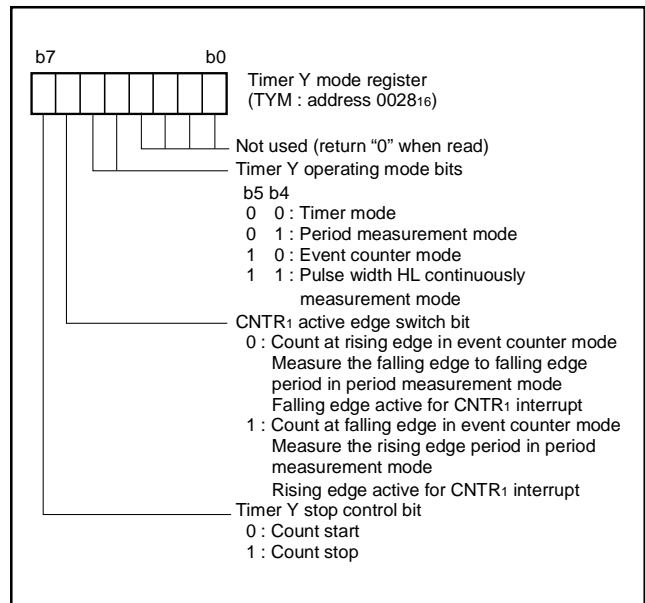 b7 b0
Timer Y mode register
(TYM : address 002816)
Not used (return “0” when read)
Timer Y operating mode bits
b5 b4
0 0 : Timer mode
0 1 : Period measurement mode
1 0 : Event counter mode
1 1 : Pulse width HL continuously
measurement mode
CNTR1 active edge switch bit
0 : Count at rising edge in event counter mode
Measure the falling edge to falling edge
period in period measurement mode
Falling edge active for CNTR1 interrupt
1 : Count at falling edge in event counter mode
Measure the rising edge period in period
measurement mode
Rising edge active for CNTR1 interrupt
Timer Y stop control bit
0 : Count start
1 : Count stop